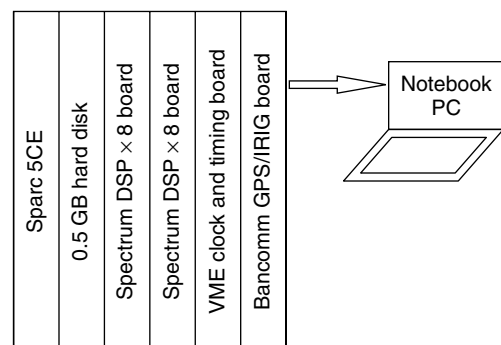 Sparc 5CE
0.5 GB hard disk
Spectrum DSP × 8 board
Spectrum DSP × 8 board
VME clock and timing board
Bancomm GPS/IRIG board
Notebook
PC